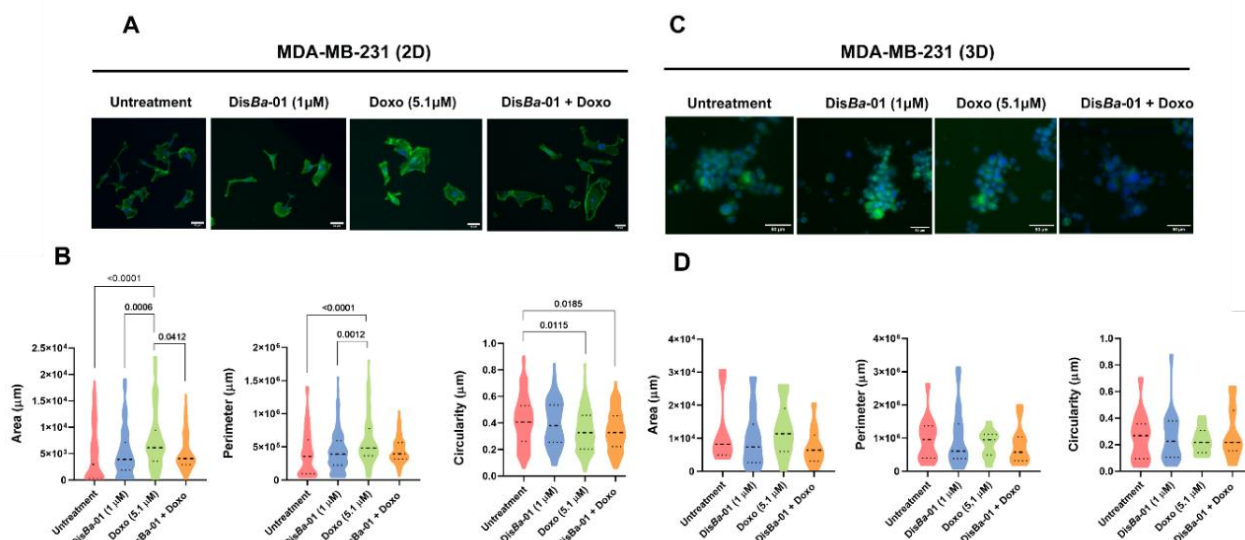 A
MDA-MB-231 (2D)
Untreatment
DisBa-01 (1µM)
Doxo (5.1µM)
DisBa-01 + Doxo
C
MDA-MB-231 (3D)
Untreatment
DisBa-01 (1µM)
Doxo (5.1µM)
DisBa-01 + Doxo
50 µm
50 µm
50 µm
B
<0.0001
0.0006
0.0412
Area (µm)
2.5×10⁴
2×10⁴
1.5×10⁴
1×10⁴
5×10³
0
Untreatment
DisBa-01 (1 µM)
Doxo (5.1 µM)
DisBa-01 + Doxo
<0.0001
0.0012
Perimeter (µm)
2×10⁶
1.5×10⁶
1×10⁶
5×10⁵
0
Untreatment
DisBa-01 (1 µM)
Doxo (5.1 µM)
DisBa-01 + Doxo
0.0185
0.0115
Circularity (µm)
1.0
0.8
0.6
0.4
0.2
0.0
Untreatment
DisBa-01 (1 µM)
Doxo (5.1 µM)
DisBa-01 + Doxo
D
Area (µm)
4×10⁴
3×10⁴
2×10⁴
1×10⁴
0
Untreatment
DisBa-01 (1 µM)
Doxo (5.1 µM)
DisBa-01 + Doxo
Perimeter (µm)
4×10⁶
3×10⁶
2×10⁶
1×10⁶
0
Untreatment
DisBa-01 (1 µM)
Doxo (5.1 µM)
DisBa-01 + Doxo
Circularity (µm)
1.0
0.8
0.6
0.4
0.2
0.0
Untreatment
DisBa-01 (1 µM)
Doxo (5.1 µM)
DisBa-01 + Doxo